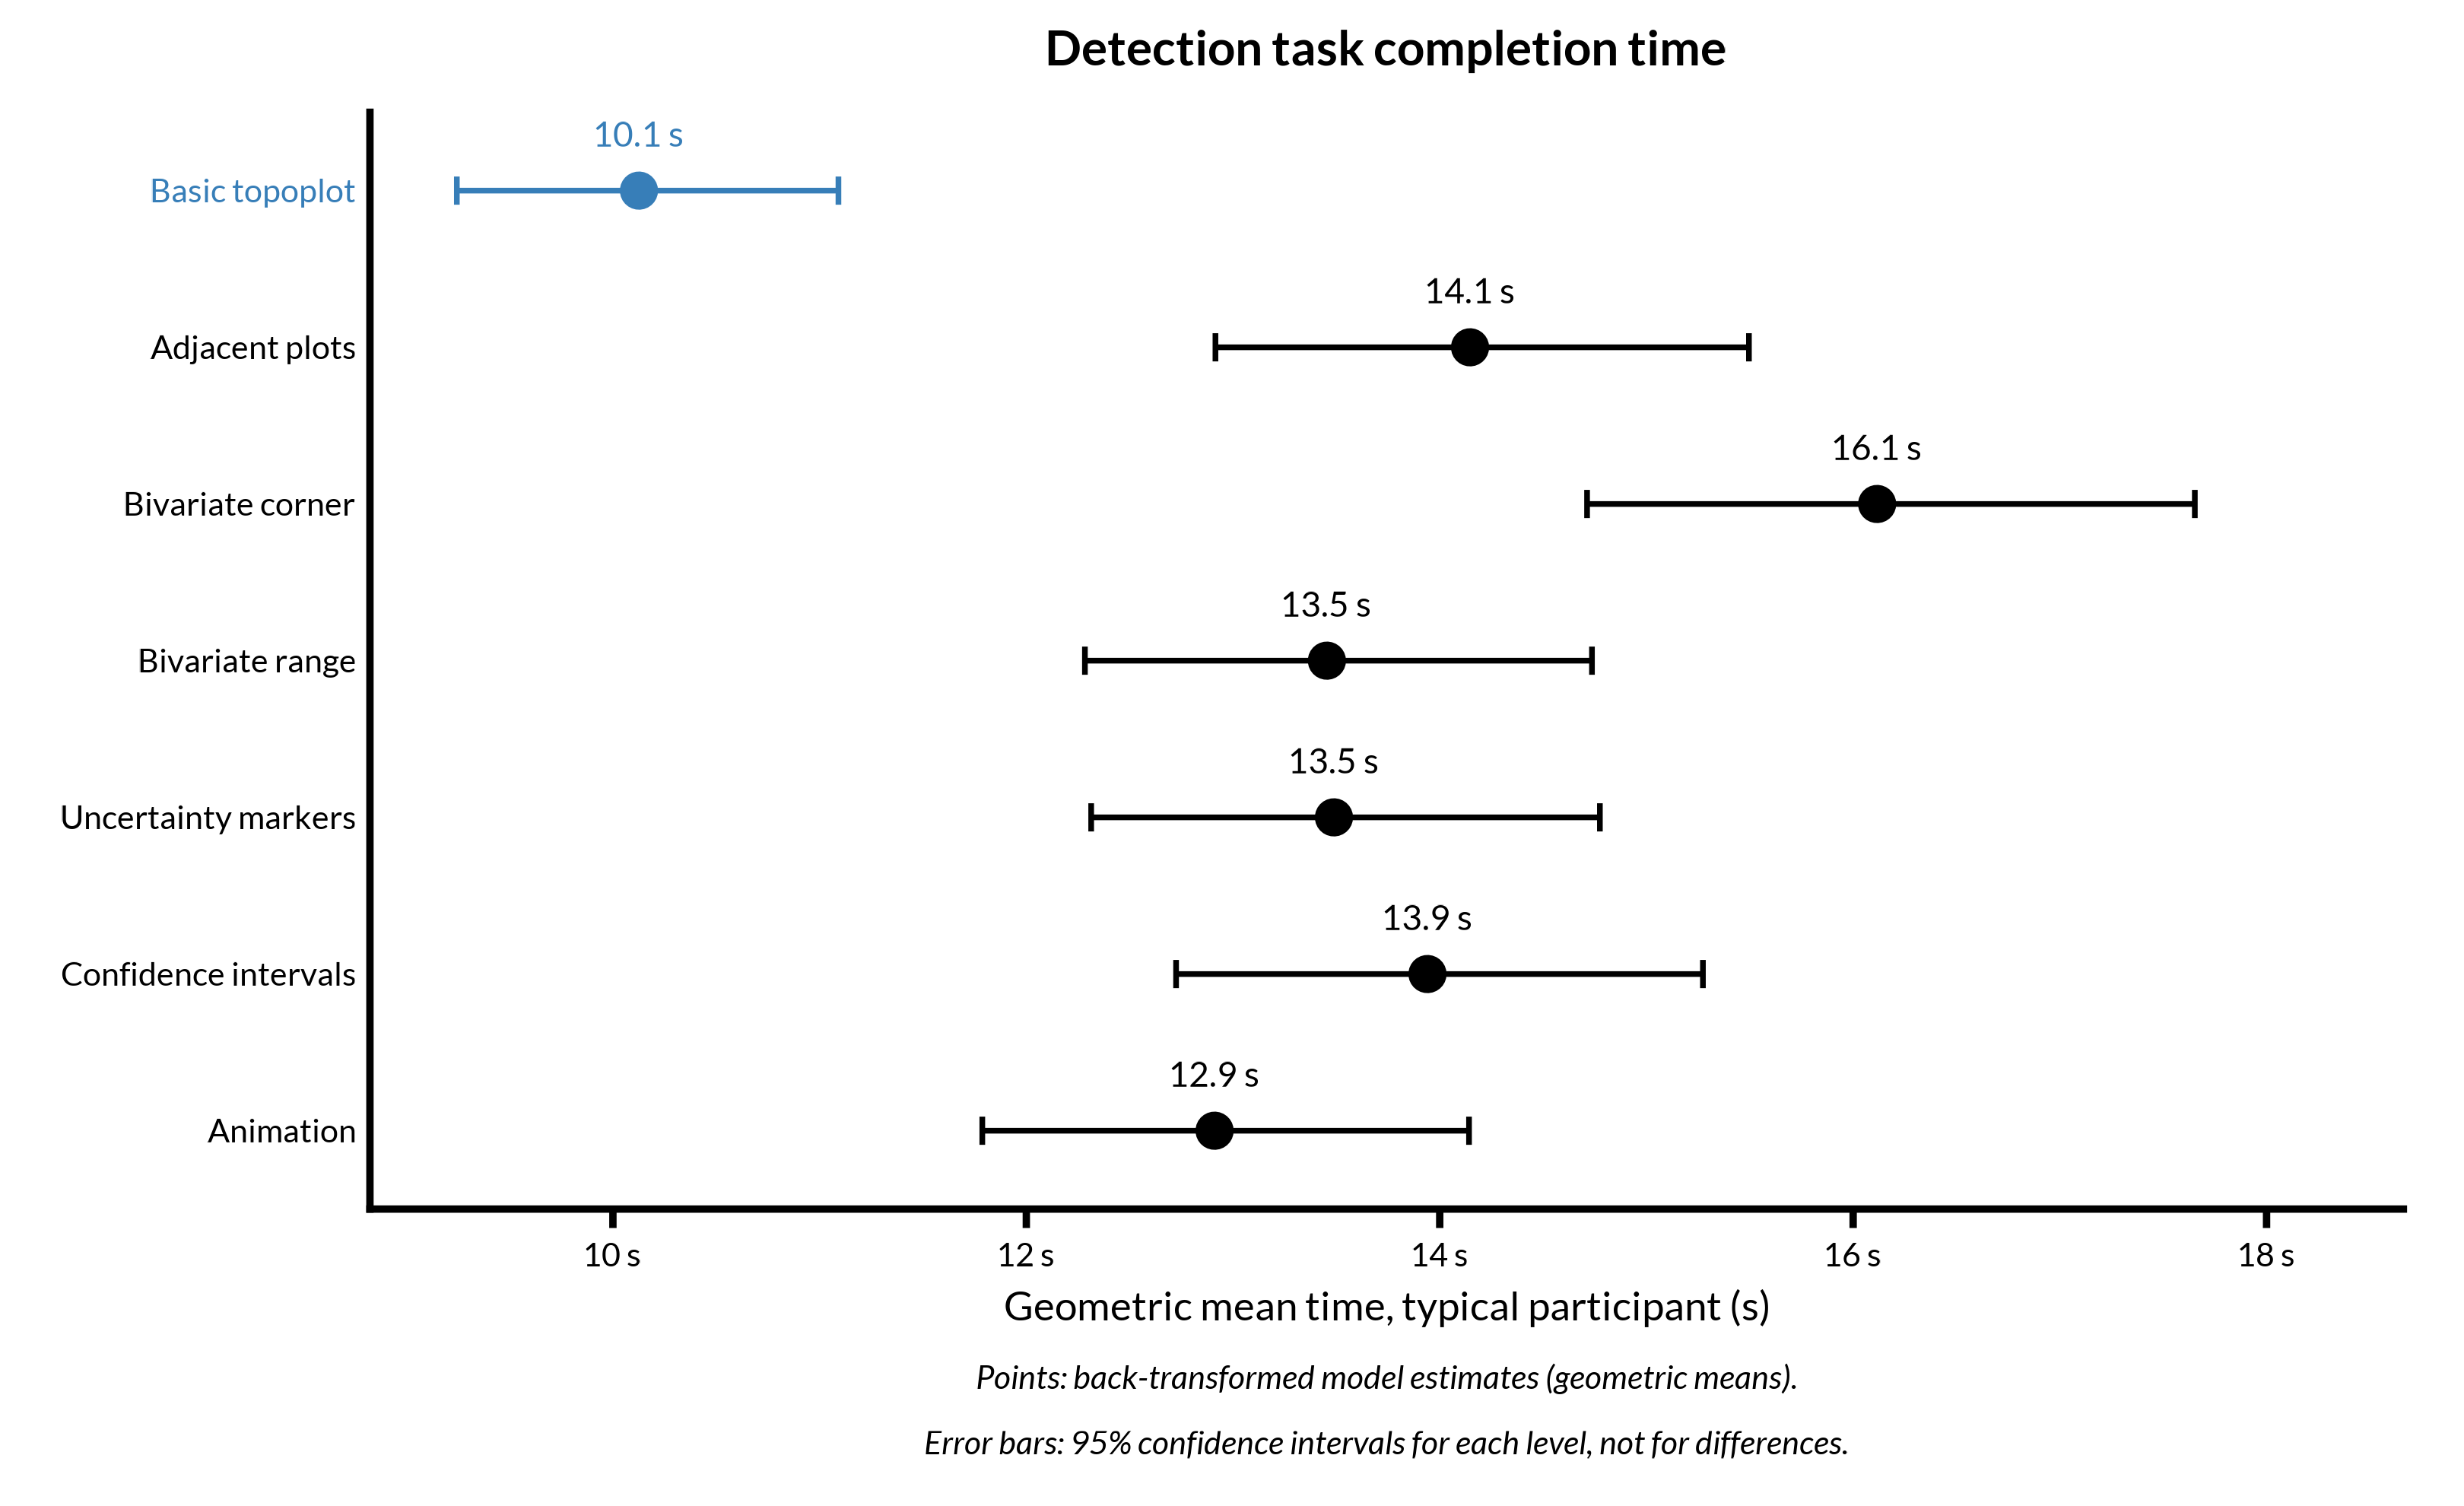 Detection task completion time
10.1 s
Basic topoplot
14.1 s
Adjacent plots
16.1 s
Bivariate corner
13.5 s
Bivariate range
13.5 s
Uncertainty markers
13.9 s
Confidence intervals
12.9 s
Animation
10 s 12 s 14 s 16 s 18 s
Geometric mean time, typical participant (s)
Points: back-transformed model estimates (geometric means).
Error bars: 95% confidence intervals for each level, not for differences.